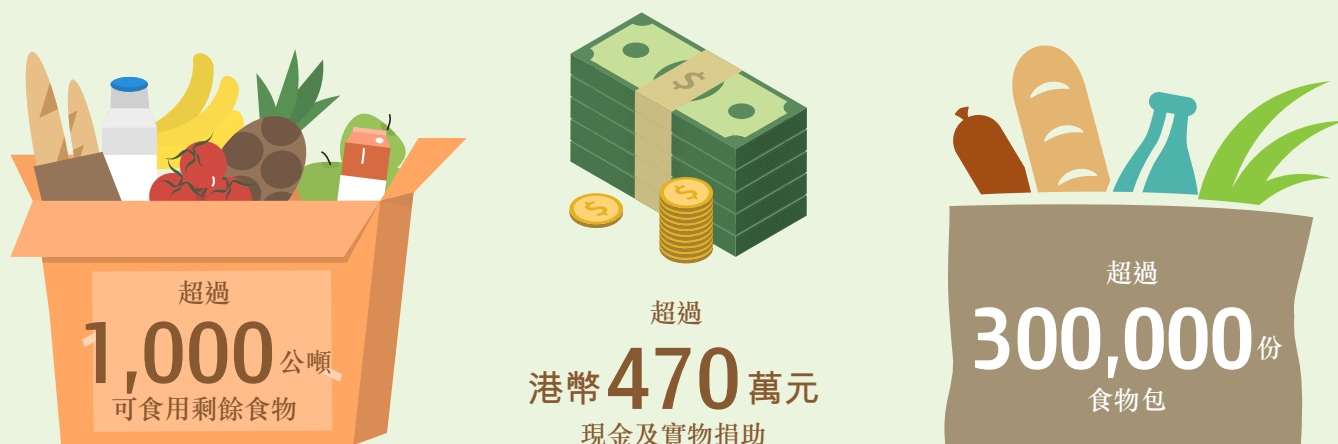 超過
1,000公噸
可食用剩餘食物
超過
港幣470萬元
現金及實物捐助
超過
300,000份
食物包